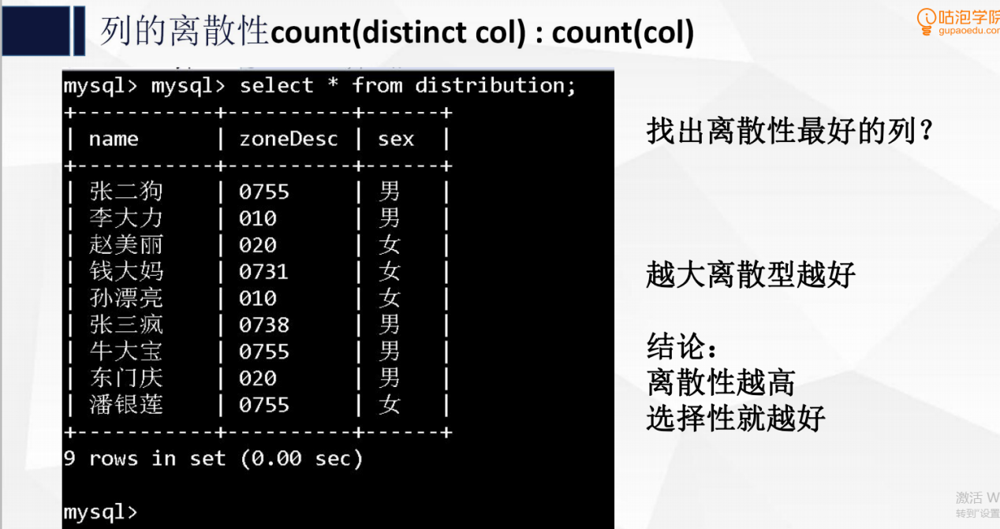 列的离散性count(distinct col) : count(col)
咕泡学院
gupaoedu.com
mysql> mysql> select * from distribution;
+-----------+----------+------+
| name | zoneDesc | sex |
+-----------+----------+------+
| 张二狗 | 0755 | 男 |
| 李大力 | 010 | 男 |
| 赵美丽 | 020 | 女 |
| 钱大妈 | 0731 | 女 |
| 孙漂亮 | 010 | 女 |
| 张三疯 | 0738 | 男 |
| 牛大宝 | 0755 | 男 |
| 东门庆 | 020 | 男 |
| 潘银莲 | 0755 | 女 |
+-----------+----------+------+
9 rows in set (0.00 sec)
mysql>
找出离散性最好的列?
越大离散型越好
结论:
离散性越高
选择性就越好
激活 W
转到"设置